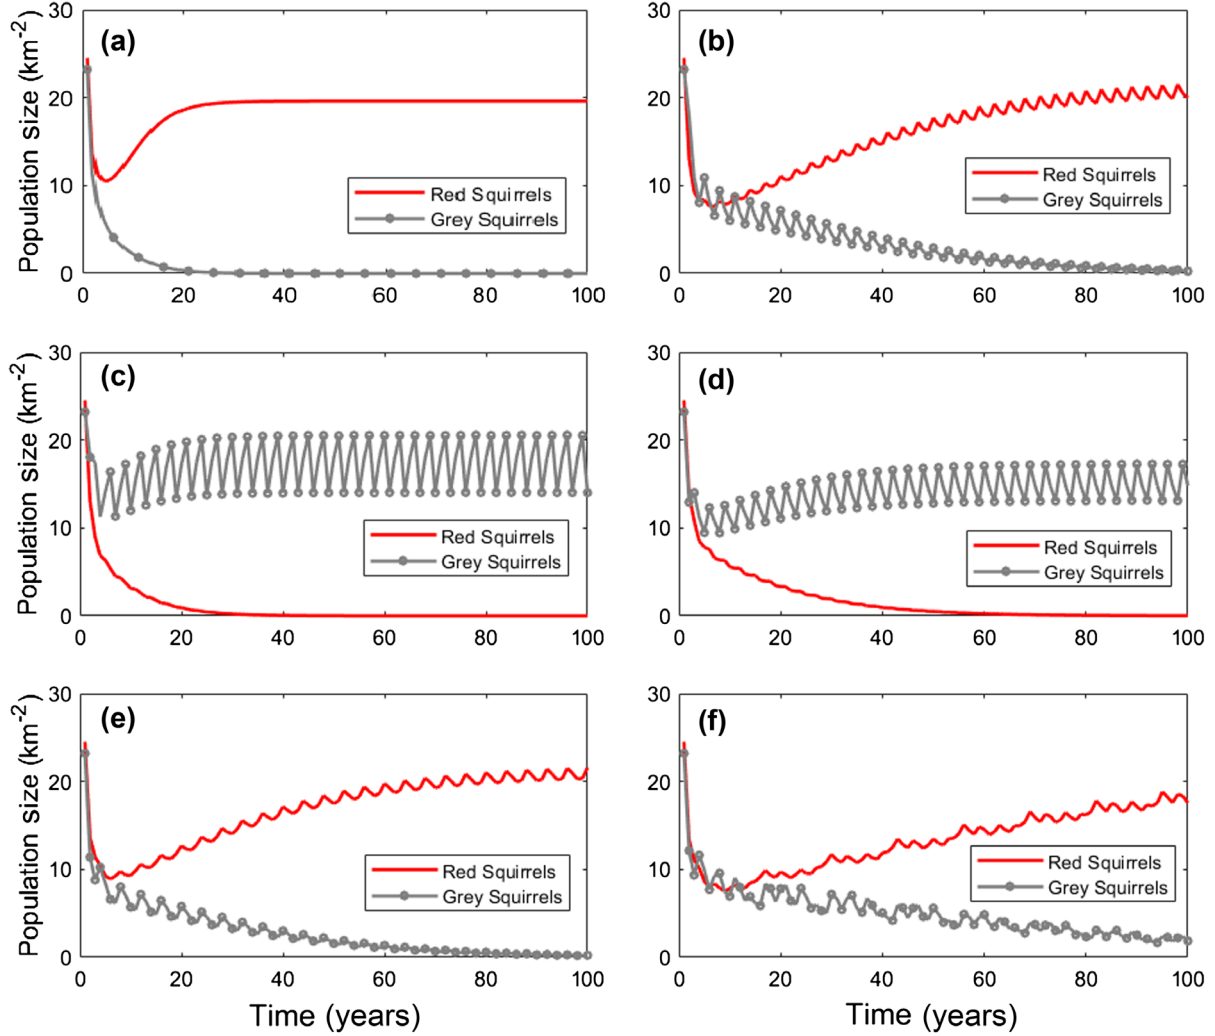 (a)
Population size (km-2)
30
20
10
0
Red Squirrels
Grey Squirrels
0 20 40 60 80 100
(b)
30
20
10
0
Red Squirrels
Grey Squirrels
0 20 40 60 80 100
(c)
Population size (km-2)
30
20
10
0
Red Squirrels
Grey Squirrels
0 20 40 60 80 100
(d)
30
20
10
0
Red Squirrels
Grey Squirrels
0 20 40 60 80 100
(e)
Population size (km-2)
30
20
10
0
Red Squirrels
Grey Squirrels
0 20 40 60 80 100
Time (years)
(f)
30
20
10
0
Red Squirrels
Grey Squirrels
0 20 40 60 80 100
Time (years)